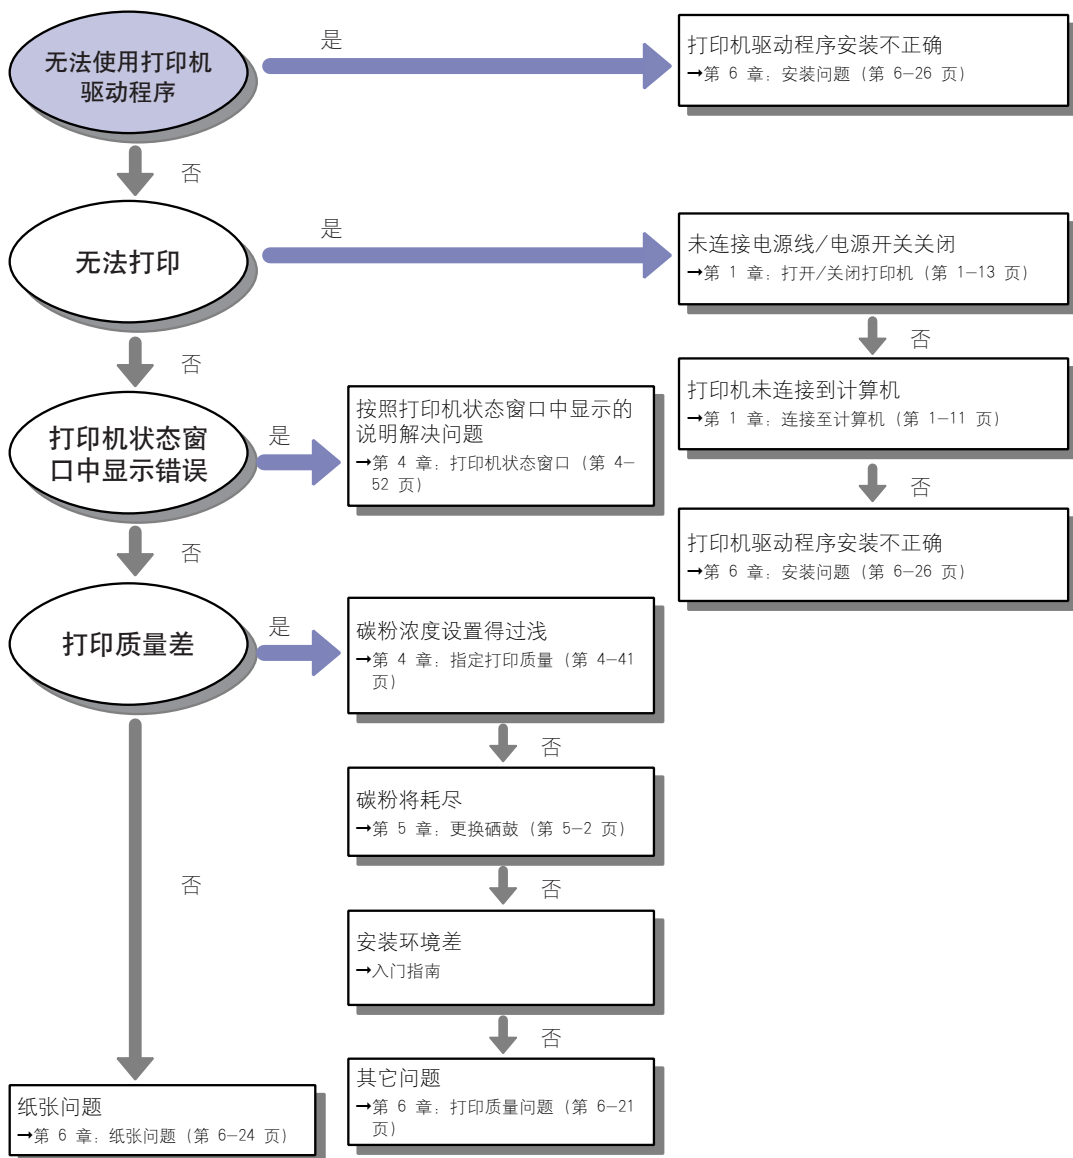 无法使用打印机
驱动程序
是
打印机驱动程序安装不正确
→第 6 章：安装问题（第 6–26 页）
否
无法打印
是
未连接电源线/电源开关关闭
→第 1 章：打开/关闭打印机（第 1–13 页）
否
打印机未连接到计算机
→第 1 章：连接至计算机（第 1–11 页）
否
打印机驱动程序安装不正确
→第 6 章：安装问题（第 6–26 页）
否
打印机状态窗
口中显示错误
是
按照打印机状态窗口中显示的
说明解决问题
→第 4 章：打印机状态窗口（第 4–
52 页）
否
打印质量差
是
碳粉浓度设置得过浅
→第 4 章：指定打印质量（第 4–41
页）
否
碳粉将耗尽
→第 5 章：更换硒鼓（第 5–2 页）
否
安装环境差
→入门指南
否
其它问题
→第 6 章：打印质量问题（第 6–21
页）
否
纸张问题
→第 6 章：纸张问题（第 6–24 页）